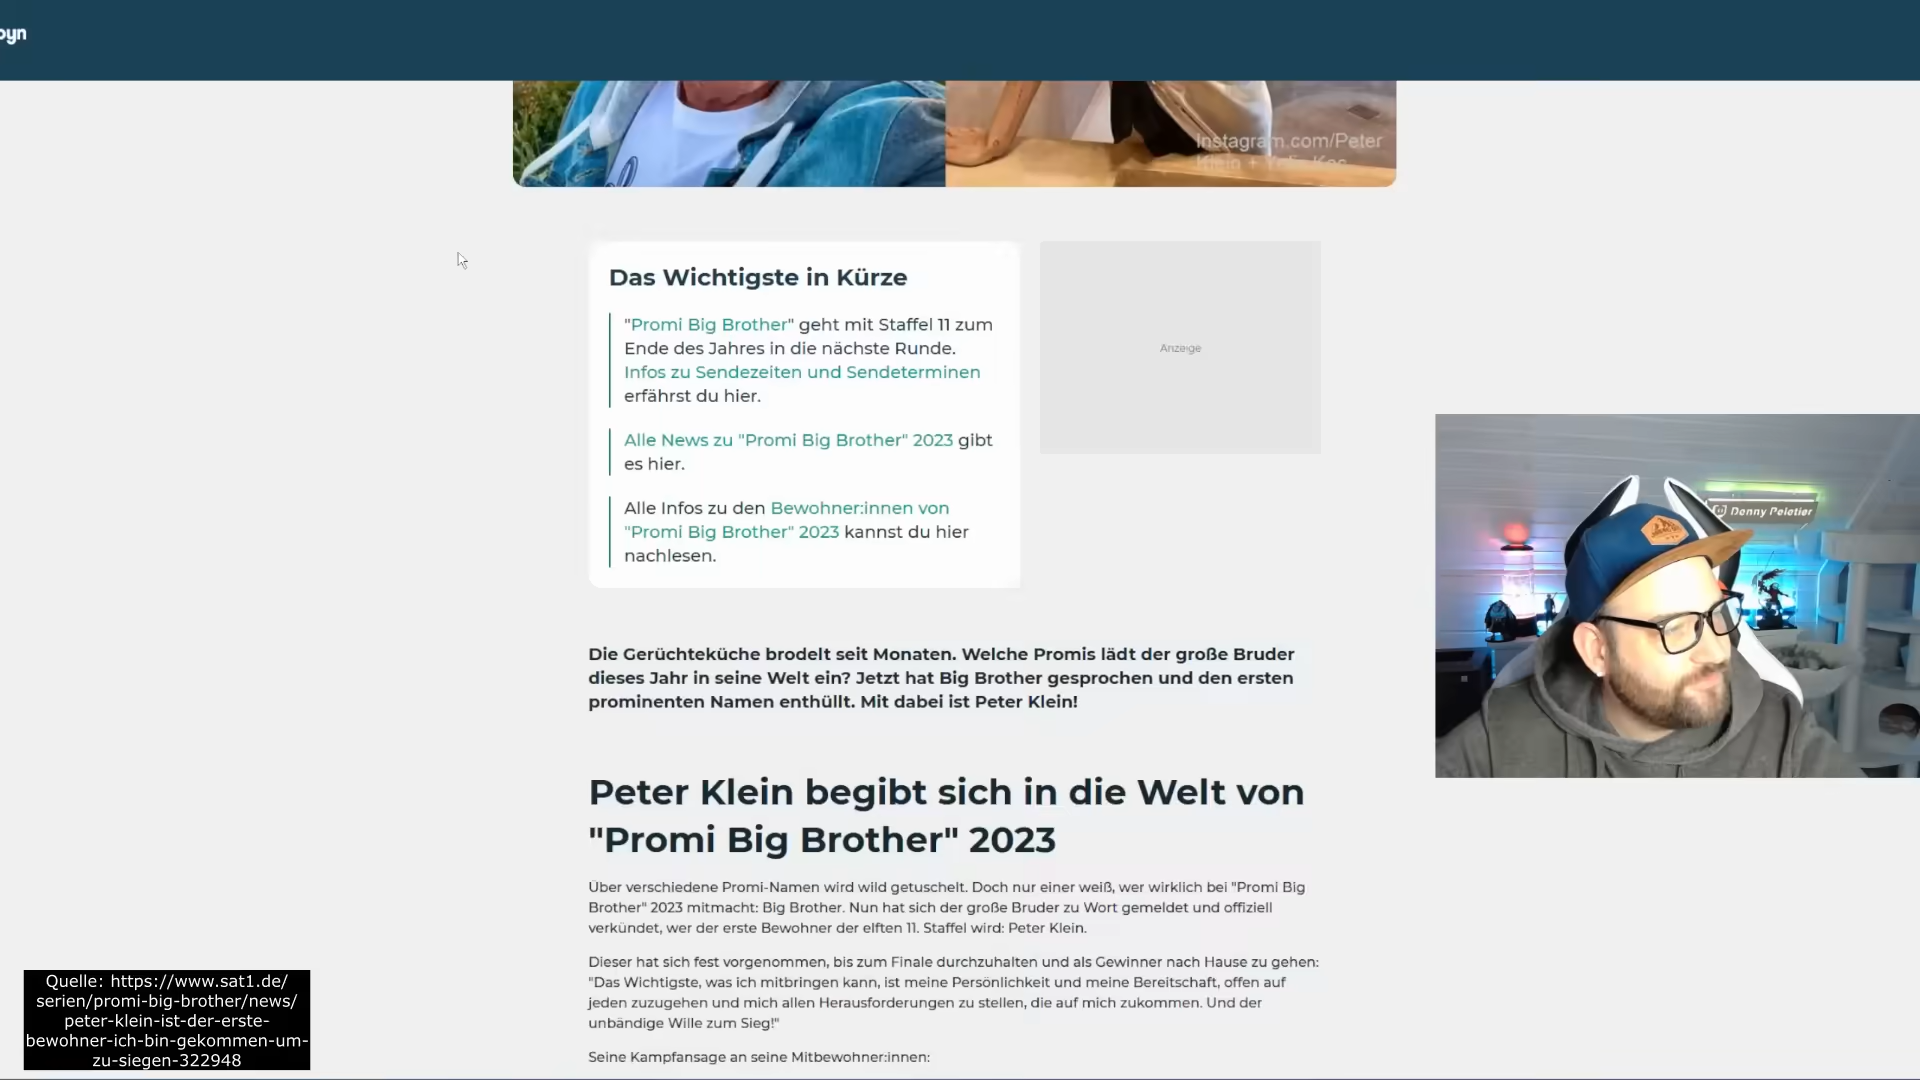 oyn
Instagram.com/Peter
Klein + Yvi
Das Wichtigste in Kürze
"Promi Big Brother" geht mit Staffel 11 zum
Ende des Jahres in die nächste Runde.
Infos zu Sendezeiten und Sendeterminen
erfährst du hier.
Alle News zu "Promi Big Brother" 2023 gibt
es hier.
Alle Infos zu den Bewohner:innen von
"Promi Big Brother" 2023 kannst du hier
nachlesen.
Anzeige
Danny Peletier
Die Gerüchteküche brodelt seit Monaten. Welche Promis lädt der große Bruder
dieses Jahr in seine Welt ein? Jetzt hat Big Brother gesprochen und den ersten
prominenten Namen enthüllt. Mit dabei ist Peter Klein!
Peter Klein begibt sich in die Welt von
"Promi Big Brother" 2023
Über verschiedene Promi-Namen wird wild getuschelt. Doch nur einer weiß, wer wirklich bei "Promi Big
Brother" 2023 mitmacht: Big Brother. Nun hat sich der große Bruder zu Wort gemeldet und offiziell
verkündet, wer der erste Bewohner der elften 11. Staffel wird: Peter Klein.
Dieser hat sich fest vorgenommen, bis zum Finale durchzuhalten und als Gewinner nach Hause zu gehen:
"Das Wichtigste, was ich mitbringen kann, ist meine Persönlichkeit und meine Bereitschaft, offen auf
jeden zuzugehen und mich allen Herausforderungen zu stellen, die auf mich zukommen. Und der
unbändige Wille zum Sieg!"
Seine Kampfansage an seine Mitbewohner:innen:
Quelle: https://www.sat1.de/
serien/promi-big-brother/news/
peter-klein-ist-der-erste-
bewohner-ich-bin-gekommen-um-
zu-siegen-322948